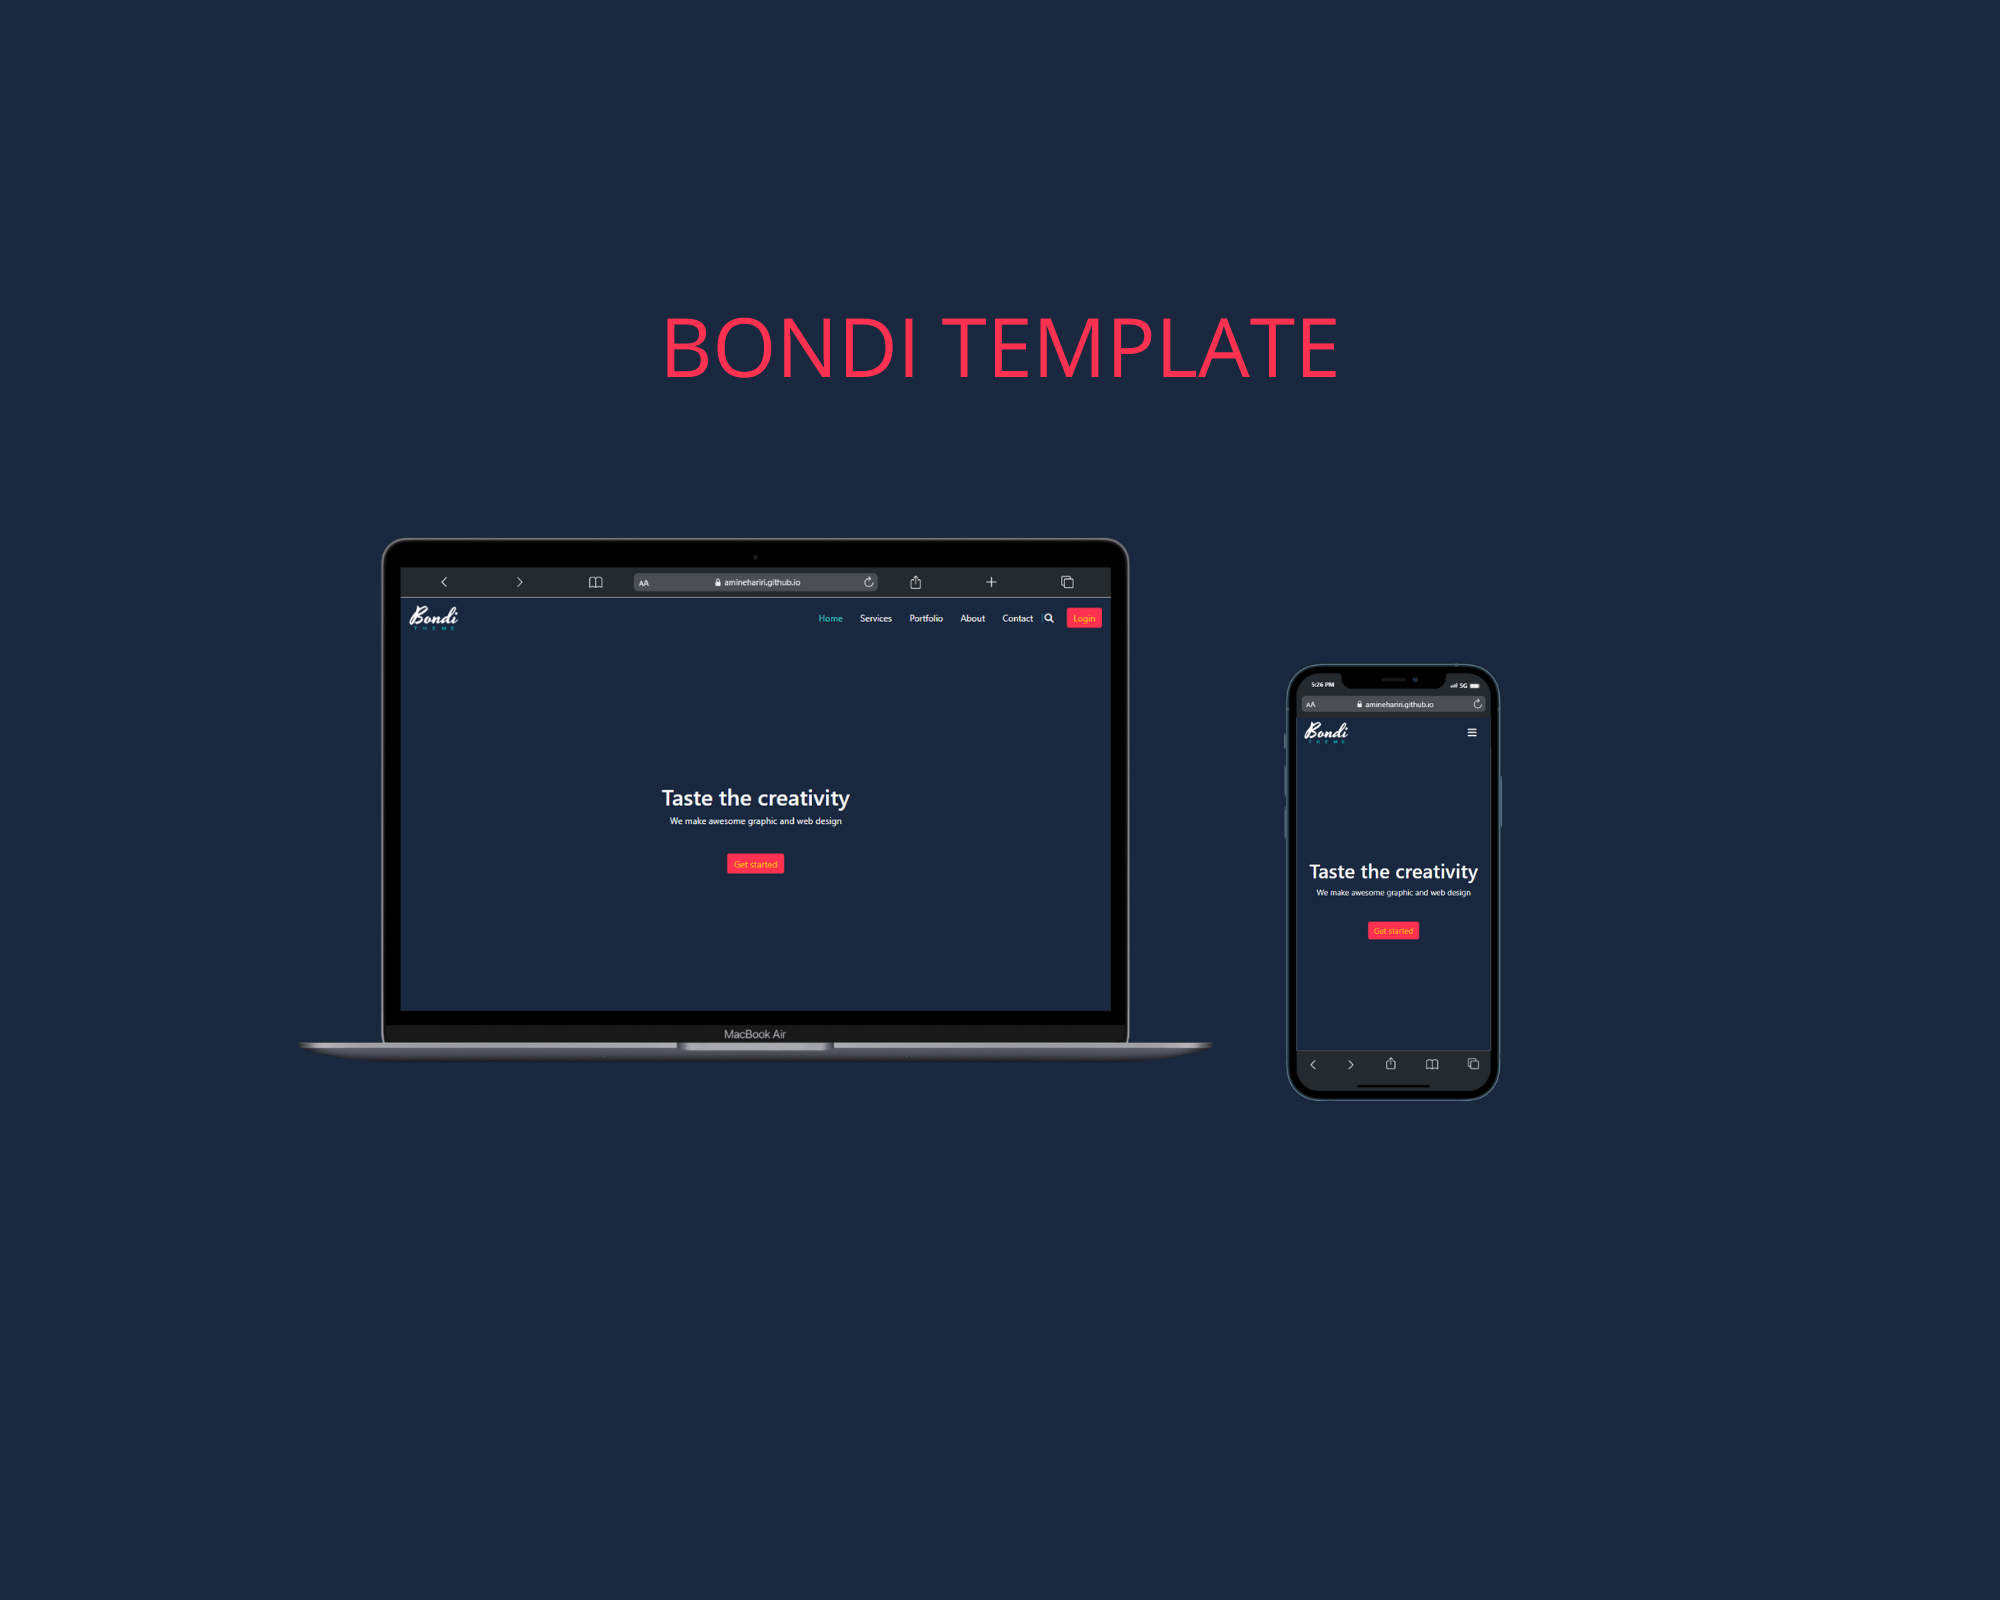 BONDI TEMPLATE
AA aminehariri.github.io
Bondi
THEME
Home Services Portfolio About Contact Login
Taste the creativity
We make awesome graphic and web design
Get started
MacBook Air
5:26 PM 5G
AA aminehariri.github.io
Bondi
THEME
Taste the creativity
We make awesome graphic and web design
Get started